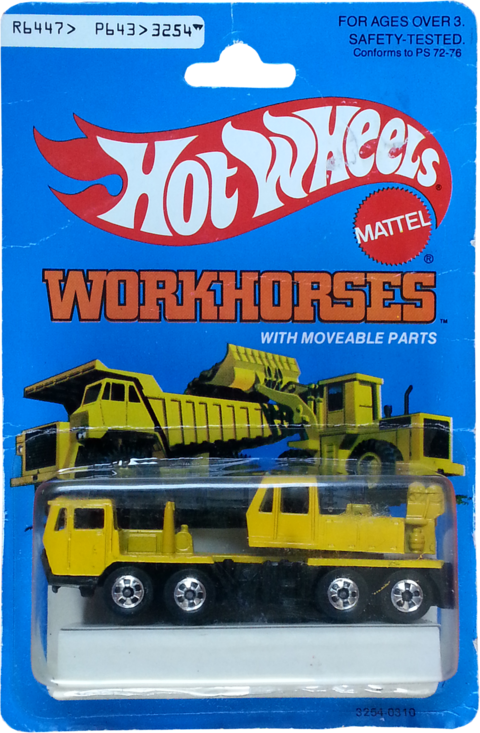 R6447> P643>3254▾
FOR AGES OVER 3.
SAFETY-TESTED.
Conforms to PS 72-76
HOT WHEELS®
MATTEL®
WORKHORSES™
WITH MOVEABLE PARTS
3254-0310